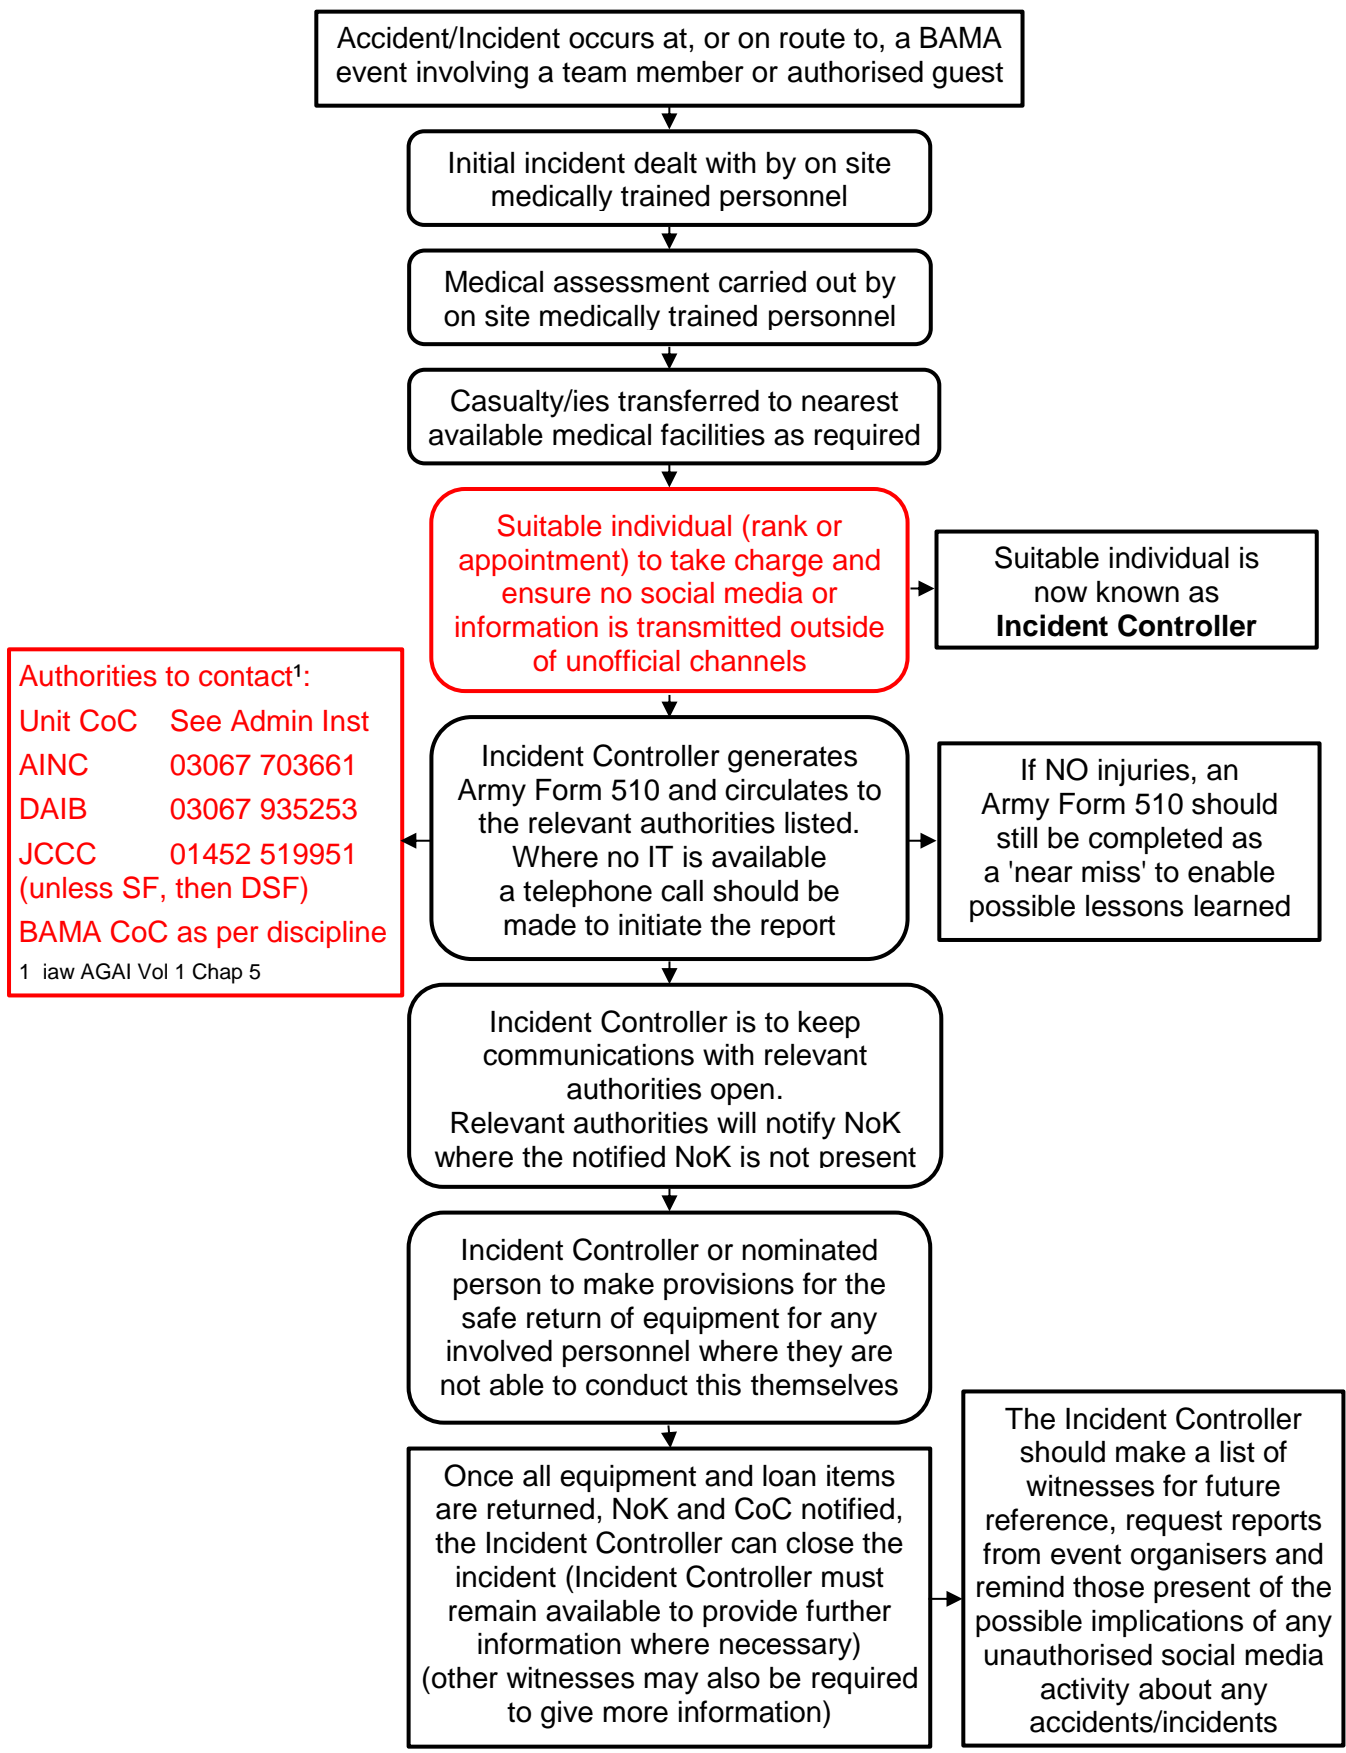 Accident/Incident occurs at, or on route to, a BAMA
event involving a team member or authorised guest
Initial incident dealt with by on site
medically trained personnel
Medical assessment carried out by
on site medically trained personnel
Casualty/ies transferred to nearest
available medical facilities as required
Suitable individual (rank or
appointment) to take charge and
ensure no social media or
information is transmitted outside
of unofficial channels
Suitable individual is
now known as
Incident Controller
Authorities to contact¹:
Unit CoC See Admin Inst
AINC 03067 703661
DAIB 03067 935253
JCCC 01452 519951
(unless SF, then DSF)
BAMA CoC as per discipline
1 iaw AGAI Vol 1 Chap 5
Incident Controller generates
Army Form 510 and circulates to
the relevant authorities listed.
Where no IT is available
a telephone call should be
made to initiate the report
If NO injuries, an
Army Form 510 should
still be completed as
a 'near miss' to enable
possible lessons learned
Incident Controller is to keep
communications with relevant
authorities open.
Relevant authorities will notify NoK
where the notified NoK is not present
Incident Controller or nominated
person to make provisions for the
safe return of equipment for any
involved personnel where they are
not able to conduct this themselves
Once all equipment and loan items
are returned, NoK and CoC notified,
the Incident Controller can close the
incident (Incident Controller must
remain available to provide further
information where necessary)
(other witnesses may also be required
to give more information)
The Incident Controller
should make a list of
witnesses for future
reference, request reports
from event organisers and
remind those present of the
possible implications of any
unauthorised social media
activity about any
accidents/incidents